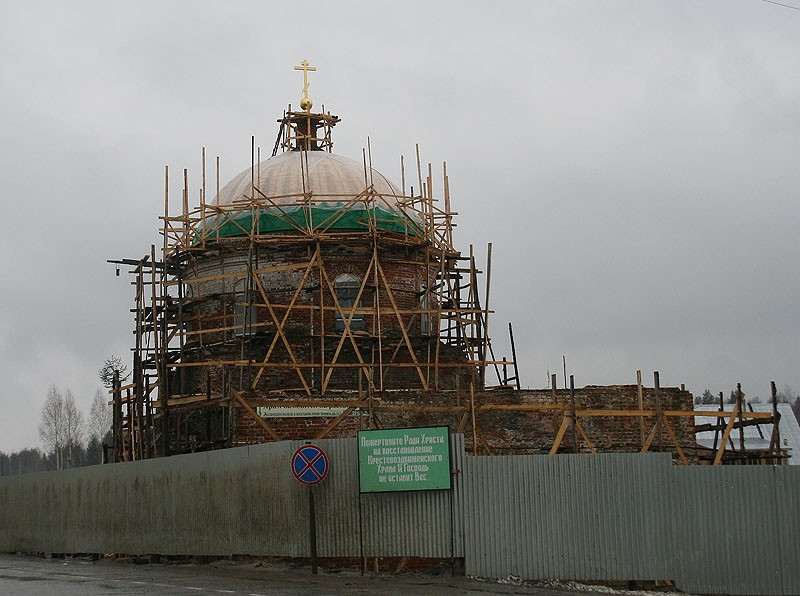 Пожертвуйте Ради Христа
на восстановление
Крестовоздвиженского
Храма И Господь
не оставит Вас.